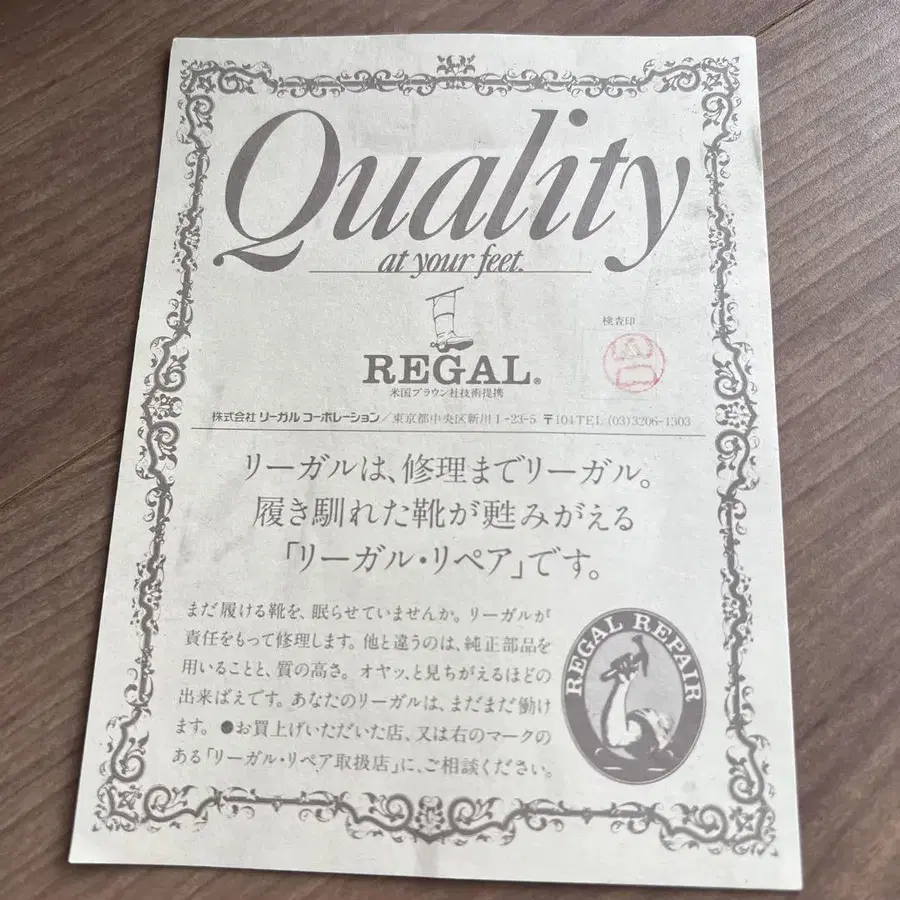 Quality
at your feet.
検査印
REGAL®
米国ブラウン社技術提携
株式会社 リーガル コーポレーション/東京都中央区新川1-23-5 〒104 TEL (03)3206-1303
リーガルは、修理までリーガル。
履き馴れた靴が甦みがえる
「リーガル・リペア」です。
まだ履ける靴を、眠らせていませんか。リーガルが
責任をもって修理します。他と違うのは、純正部品を
用いることと、質の高さ。オヤッ、と見ちがえるほどの
出来ばえです。あなたのリーガルは、まだまだ働け
ます。●お買上げいただいた店、又は右のマークの
ある「リーガル・リペア取扱店」に、ご相談ください。
REGAL REPAIR